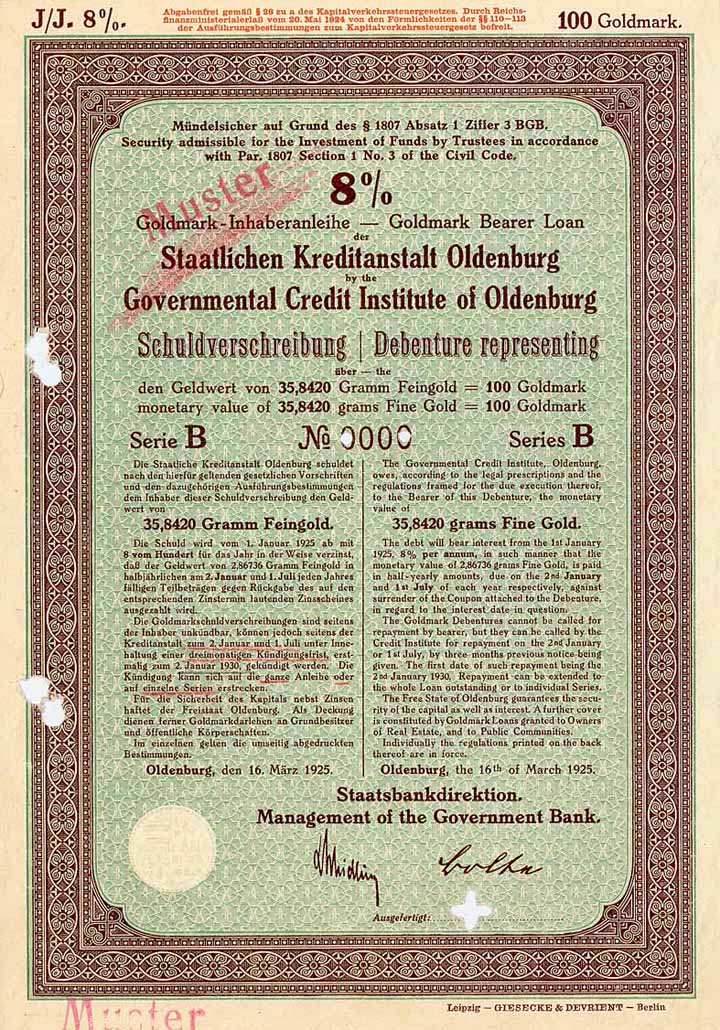 J/J. 8%.
Abgabenfrei gemäß § 26 zu a des Kapitalverkehrssteuergesetzes. Durch Reichs-
finanzministerialerlaß vom 20. Mai 1924 von den Förmlichkeiten der §§ 110–113
der Ausführungsbestimmungen zum Kapitalverkehrssteuergesetz befreit.
100 Goldmark.
Mündelsicher auf Grund des § 1807 Absatz 1 Ziffer 3 BGB.
Security admissible for the Investment of Funds by Trustees in accordance
with Par. 1807 Section 1 No. 3 of the Civil Code.
Muster
8%
Goldmark-Inhaberanleihe — Goldmark Bearer Loan
der
Staatlichen Kreditanstalt Oldenburg
by the
Governmental Credit Institute of Oldenburg
Schuldverschreibung | Debenture representing
über — the
den Geldwert von 35,8420 Gramm Feingold = 100 Goldmark
monetary value of 35,8420 grams Fine Gold = 100 Goldmark
Serie B № 0000 Series B
Die Staatliche Kreditanstalt Oldenburg schuldet
nach den hierfür geltenden gesetzlichen Vorschriften
und den dazugehörigen Ausführungsbestimmungen
dem Inhaber dieser Schuldverschreibung den Geld-
wert von
35,8420 Gramm Feingold.
Die Schuld wird vom 1. Januar 1925 ab mit
8 vom Hundert für das Jahr in der Weise verzinst,
daß der Geldwert von 2,86736 Gramm Feingold in
halbjährlichen am 2. Januar und 1. Juli jeden Jahres
fälligen Teilbeträgen gegen Rückgabe des auf den
entsprechenden Zinstermin lautenden Zinsscheines
ausgezahlt wird.
Die Goldmarkschuldverschreibungen sind seitens
der Inhaber unkündbar, können jedoch seitens der
Kreditanstalt zum 2. Januar und 1. Juli unter Inne-
haltung einer dreimonatigen Kündigungsfrist, erst-
malig zum 2. Januar 1930, gekündigt werden. Die
Kündigung kann sich auf die ganze Anleihe oder
auf einzelne Serien erstrecken.
Für die Sicherheit des Kapitals nebst Zinsen
haftet der Freistaat Oldenburg. Als Deckung
dienen ferner Goldmarkdarlehen an Grundbesitzer
und öffentliche Körperschaften.
Im einzelnen gelten die umseitig abgedruckten
Bestimmungen.
Oldenburg, den 16. März 1925.
The Governmental Credit Institute, Oldenburg,
owes, according to the legal prescriptions and the
regulations framed for the due execution thereof,
to the Bearer of this Debenture, the monetary
value of
35,8420 grams Fine Gold.
The debt will bear interest from the 1st January
1925, 8% per annum, in such manner that the
monetary value of 2,86736 grams Fine Gold, is paid
in half-yearly amounts, due on the 2nd January
and 1st July of each year respectively, against
surrender of the Coupon attached to the Debenture,
in regard to the interest date in question.
The Goldmark Debentures cannot be called for
repayment by bearer, but they can be called by the
Credit Institute for repayment on the 2nd January
or 1st July, by three months previous notice being
given. The first date of such repayment being the
2nd January 1930. Repayment can be extended to
the whole Loan outstanding or to individual Series.
The Free State of Oldenburg guarantees the secu-
rity of the capital as well as interest. A further cover
is constituted by Goldmark Loans granted to Owners
of Real Estate, and to Public Communities.
Individually the regulations printed on the back
thereof are in force.
Oldenburg, the 16th of March 1925.
Staatsbankdirektion.
Management of the Government Bank.
Ausgefertigt:
Muster
Leipzig – GIESECKE & DEVRIENT – Berlin